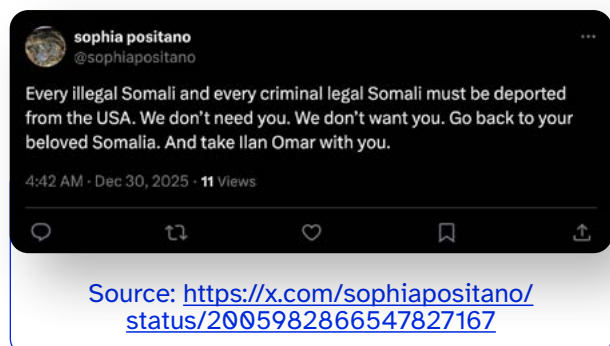 sophia positano
@sophiapositano
Every illegal Somali and every criminal legal Somali must be deported
from the USA. We don't need you. We don't want you. Go back to your
beloved Somalia. And take Ilan Omar with you.
4:42 AM · Dec 30, 2025 · 11 Views
Source: https://x.com/sophiapositano/
status/2005982866547827167